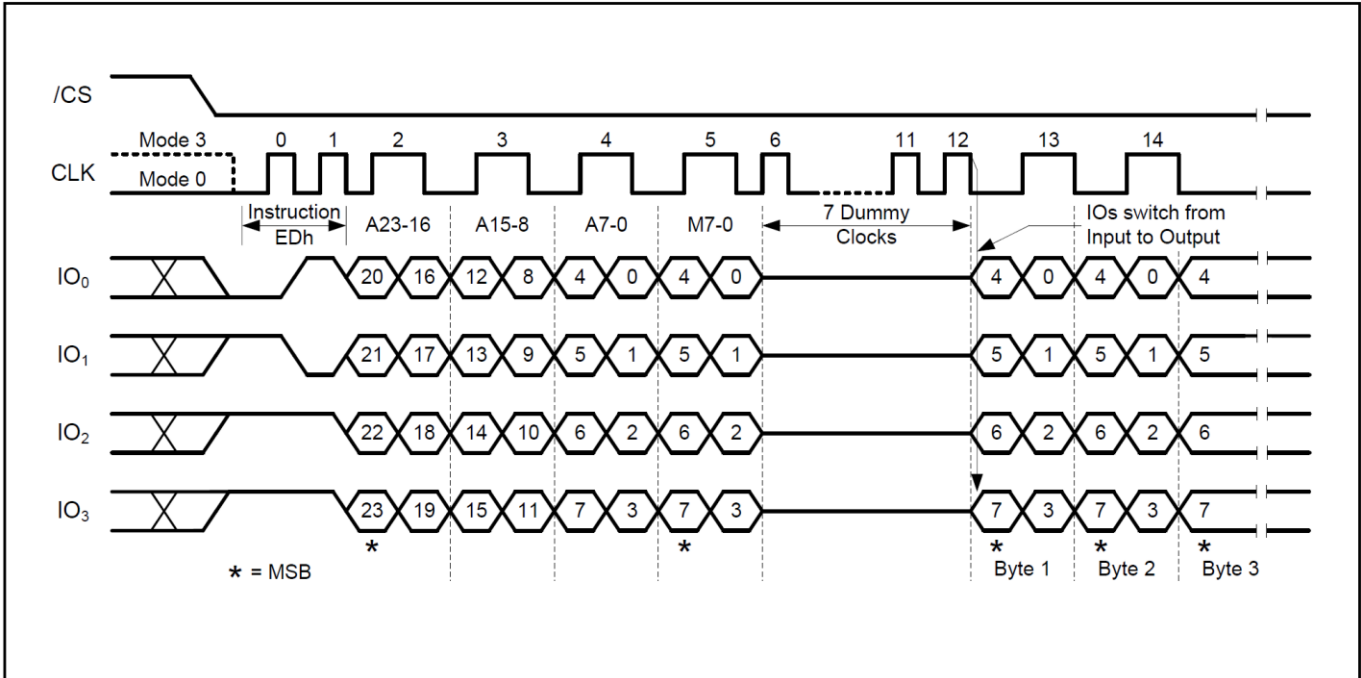 /CS
Mode 3 0 1 2 3 4 5 6 11 12 13 14
CLK
Mode 0
Instruction
EDh
A23-16 A15-8 A7-0 M7-0
7 Dummy
Clocks
IOs switch from
Input to Output
IO₀ 20 16 12 8 4 0 4 0 4 0 4 0 4
IO₁ 21 17 13 9 5 1 5 1 5 1 5 1 5
IO₂ 22 18 14 10 6 2 6 2 6 2 6 2 6
IO₃ 23 19 15 11 7 3 7 3 7 3 7 3 7
* * * * *
* = MSB
Byte 1 Byte 2 Byte 3